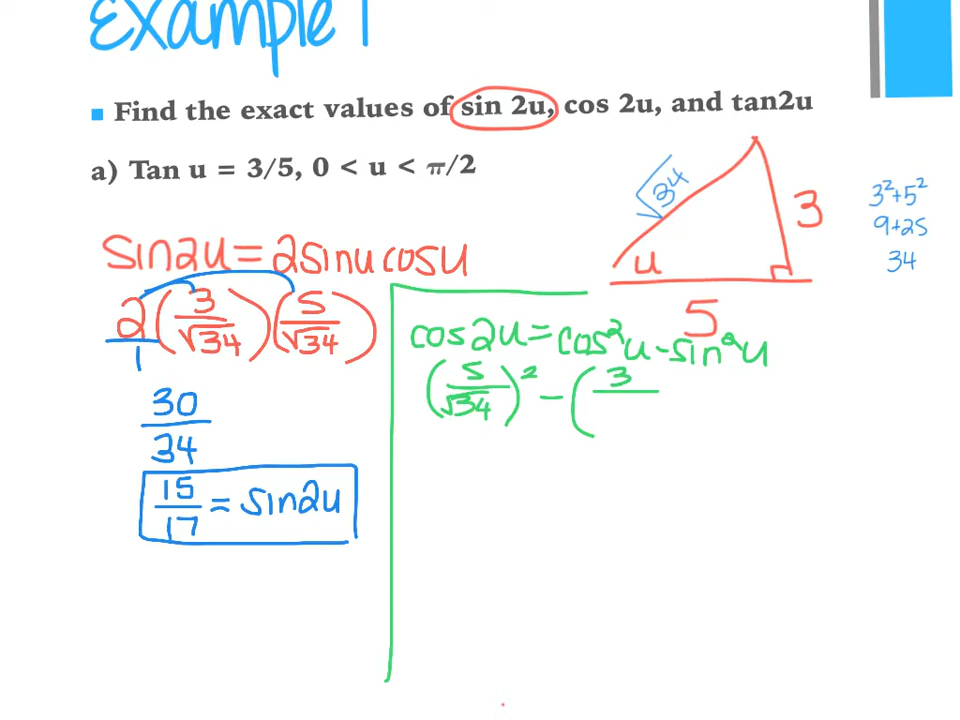 Example 1
Find the exact values of sin 2u, cos 2u, and tan2u
a) Tan u = 3/5, 0 < u < π/2
√34
3
u
5
3²+5²
9+25
34
sin2u = 2sinu cosu
2/1 (3/√34)(5/√34)
30/34
15/17 = sin2u
cos2u = cos²u - sin²u
(5/√34)² - (3